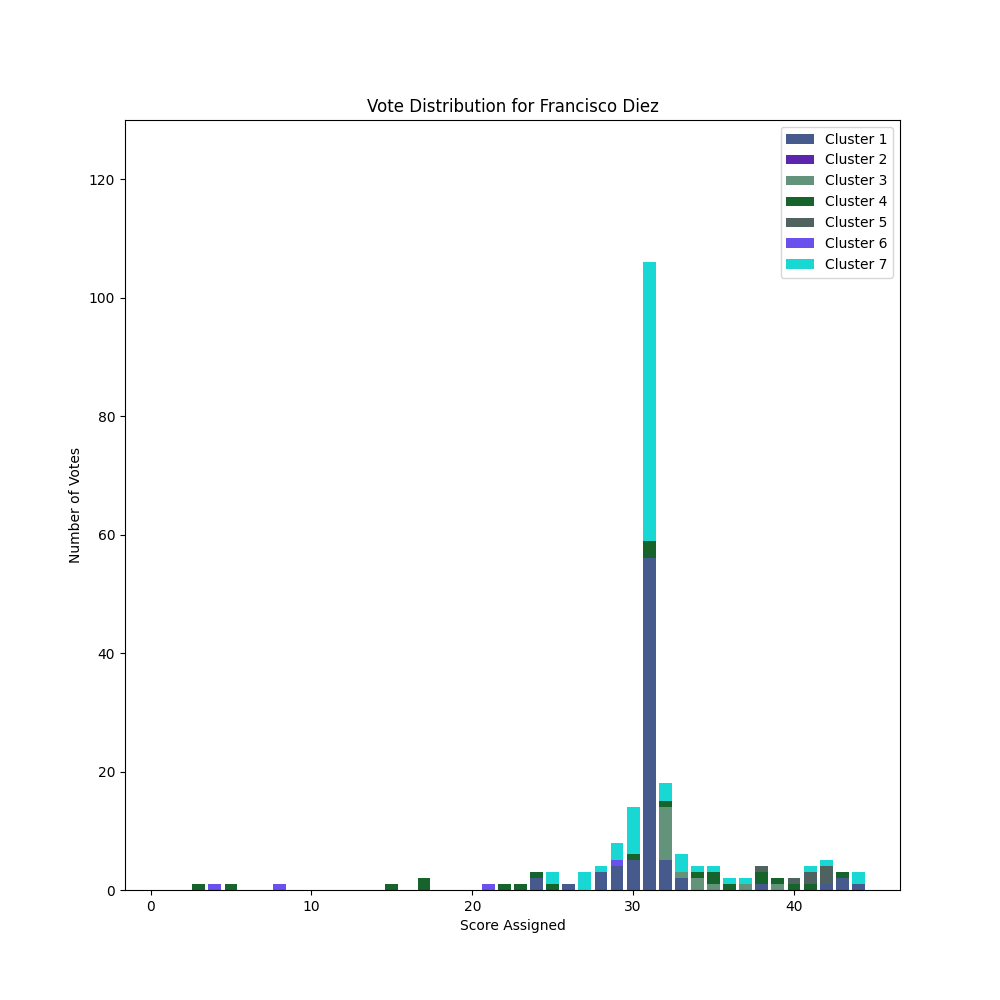 Vote Distribution for Francisco Diez
Cluster 1
Cluster 2
Cluster 3
Cluster 4
Cluster 5
Cluster 6
Cluster 7
120
100
80
60
40
20
0
Number of Votes
0 10 20 30 40
Score Assigned